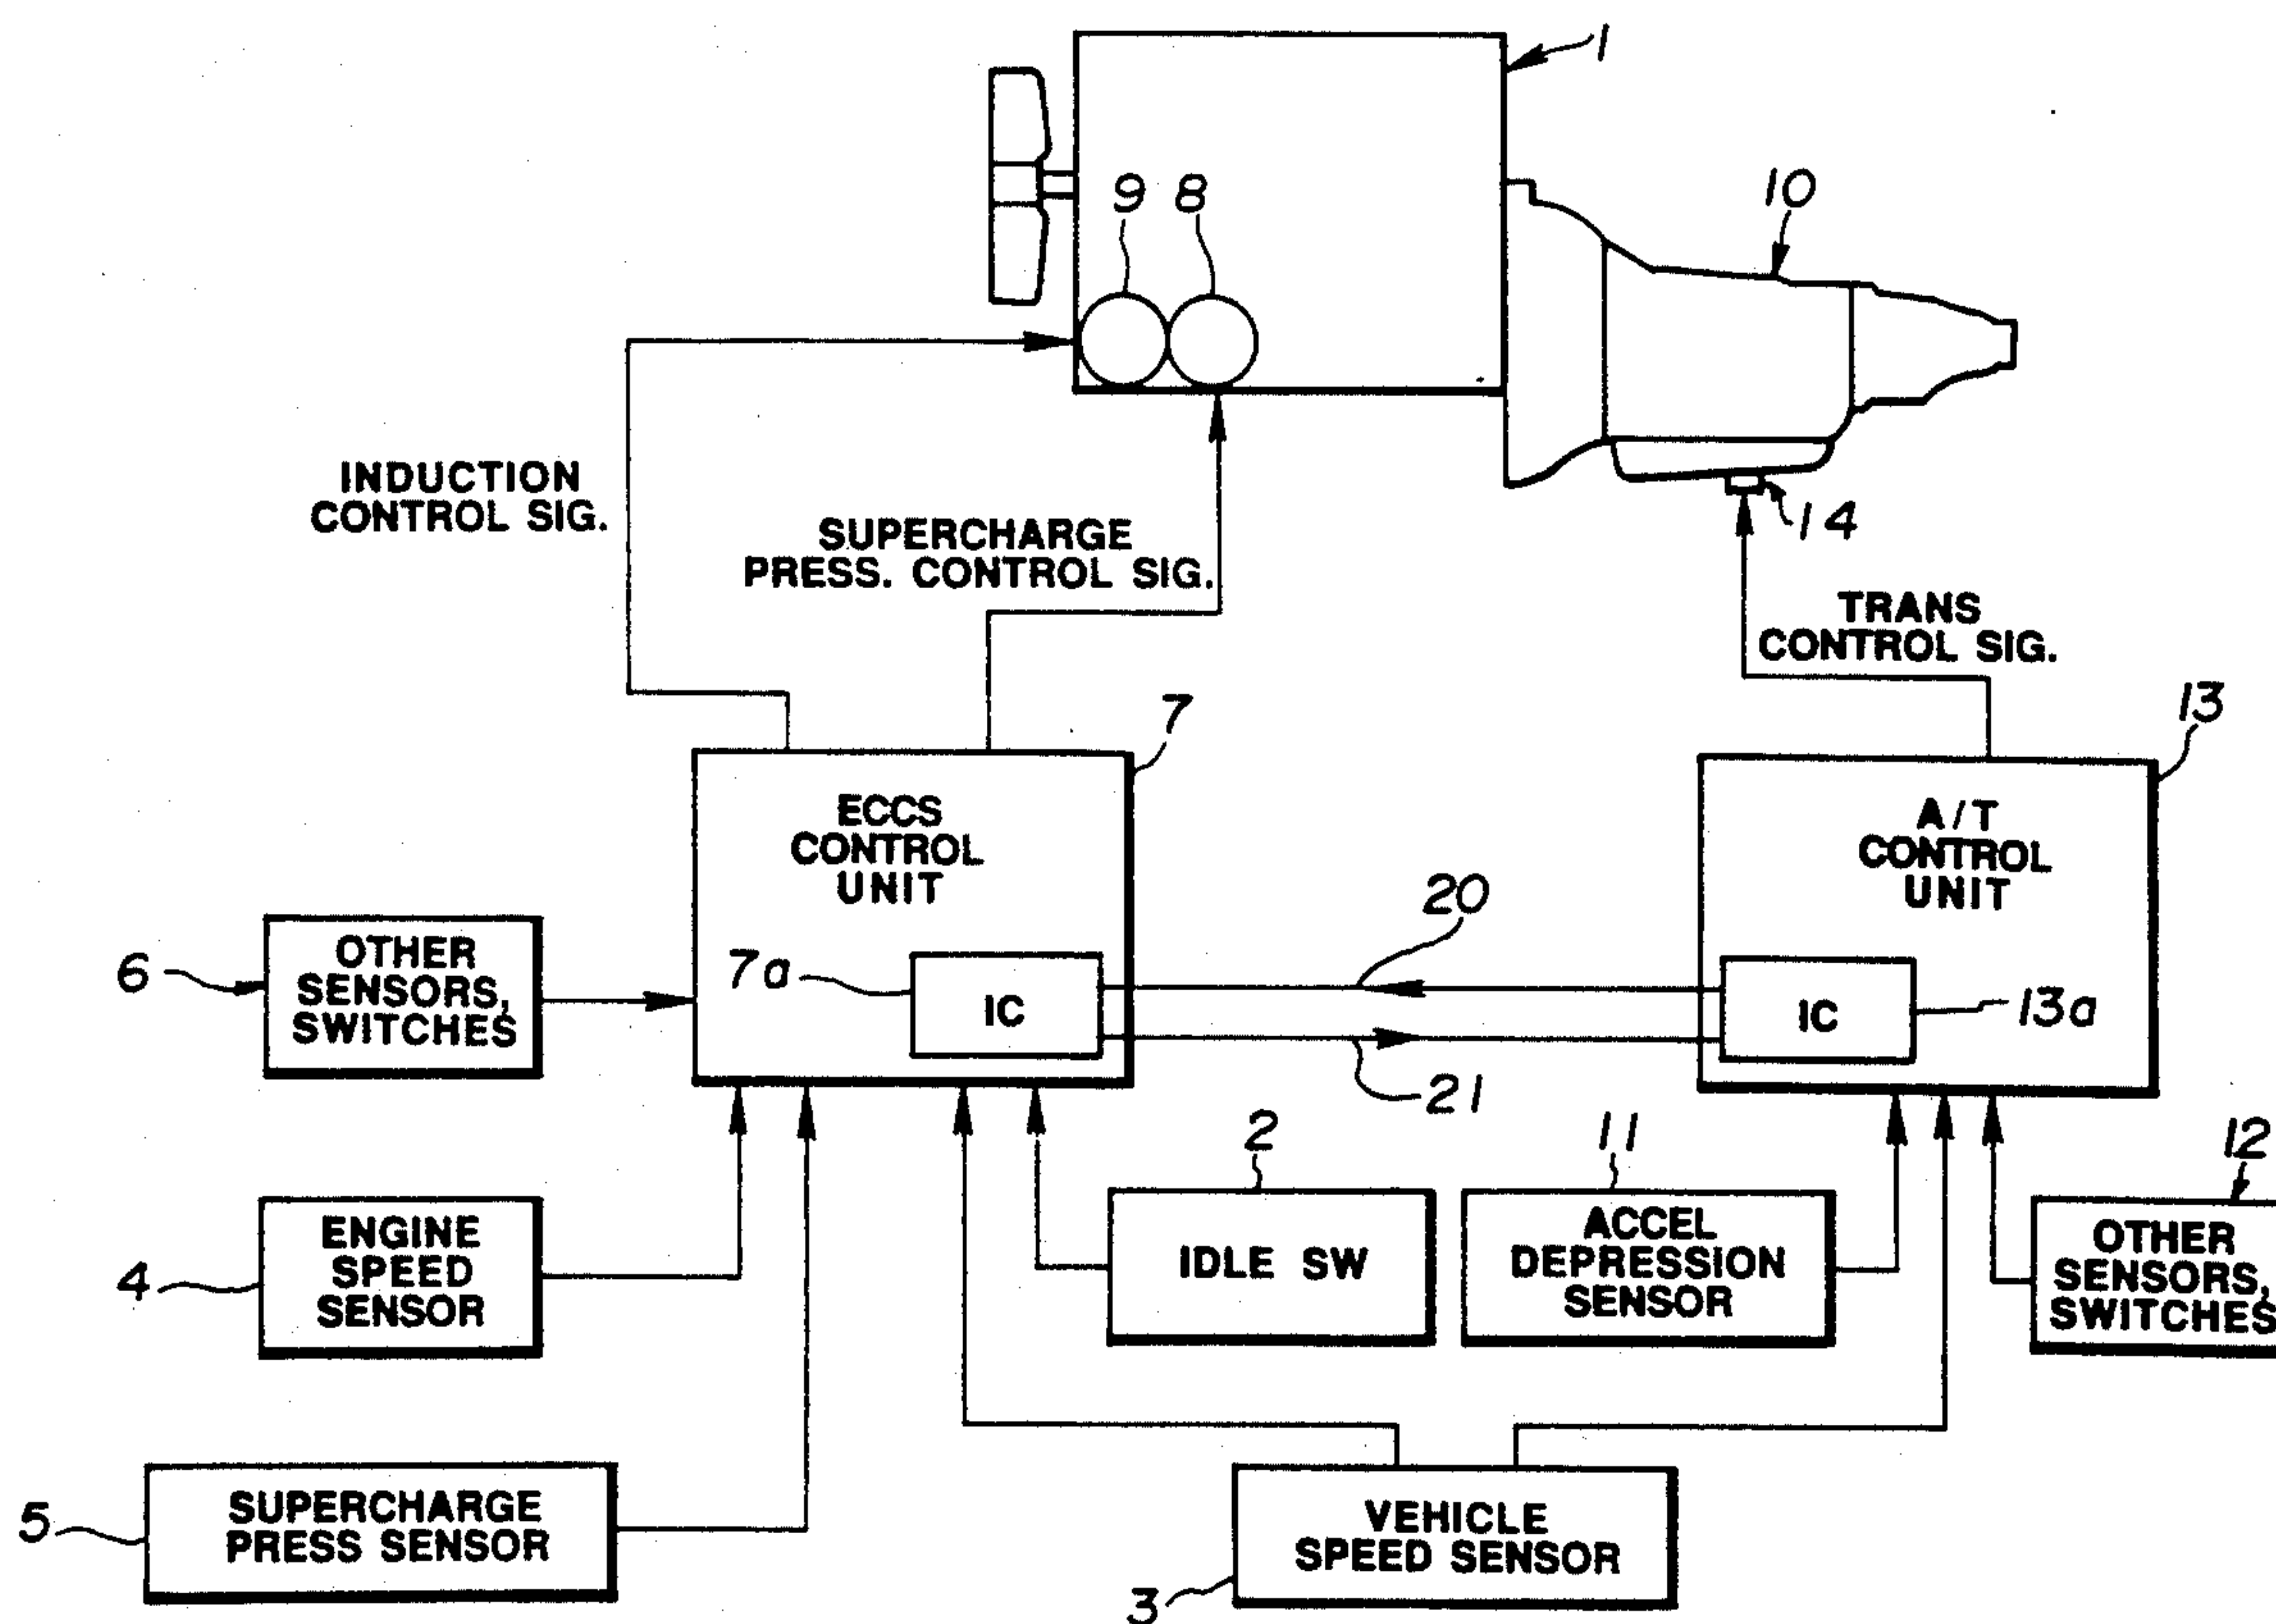 1
9
8
10
INDUCTION
CONTROL SIG.
SUPERCHARGE
PRESS. CONTROL SIG.
14
TRANS
CONTROL SIG.
7
13
ECCS
CONTROL
UNIT
A/T
CONTROL
UNIT
20
6
OTHER
SENSORS,
SWITCHES
7a
IC
IC
13a
21
2
11
12
4
ENGINE
SPEED
SENSOR
IDLE SW
ACCEL
DEPRESSION
SENSOR
OTHER
SENSORS,
SWITCHES
5
SUPERCHARGE
PRESS SENSOR
VEHICLE
SPEED SENSOR
3